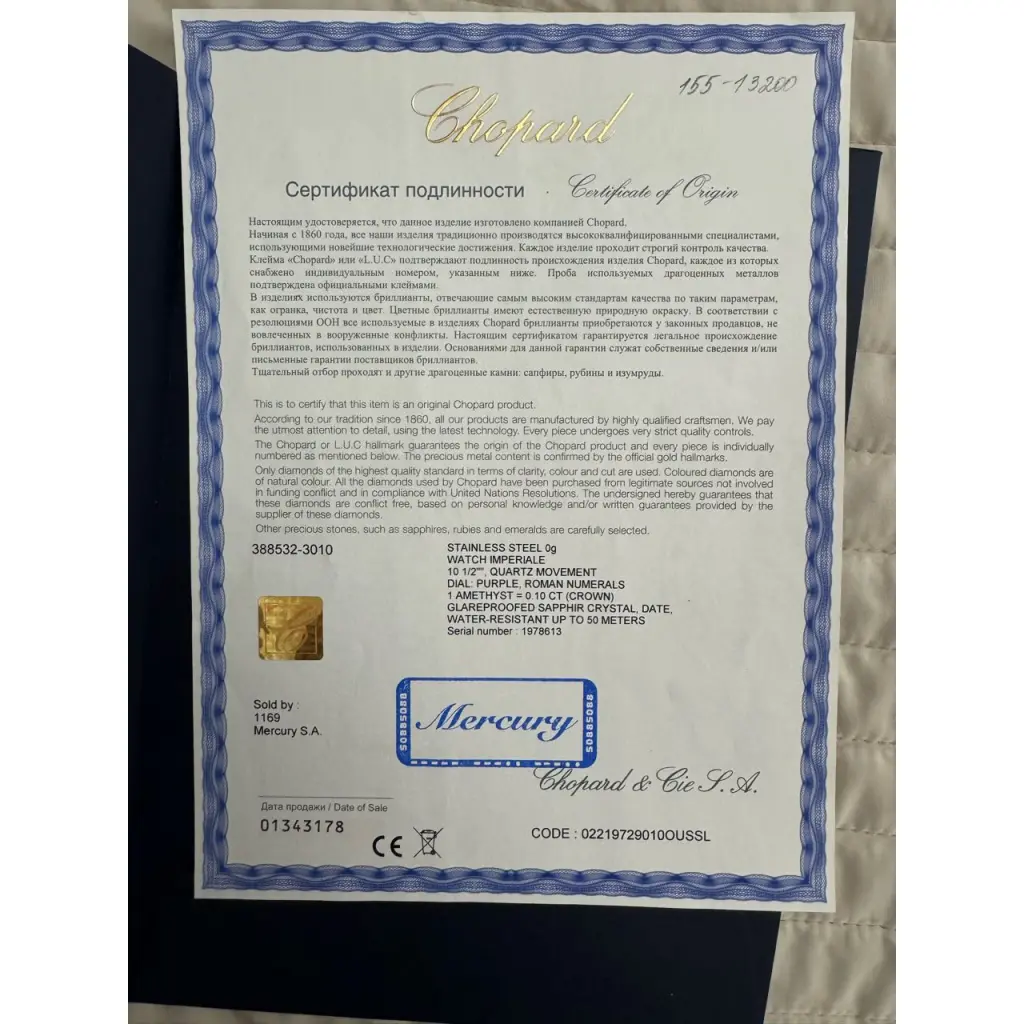 155-13200
Chopard
Сертификат подлинности · Certificate of Origin
Настоящим удостоверяется, что данное изделие изготовлено компанией Chopard.
Начиная с 1860 года, все наши изделия традиционно производятся высококвалифицированными специалистами,
использующими новейшие технологические достижения. Каждое изделие проходит строгий контроль качества.
Клейма «Chopard» или «L.U.C» подтверждают подлинность происхождения изделия Chopard, каждое из которых
снабжено индивидуальным номером, указанным ниже. Проба используемых драгоценных металлов
подтверждена официальными клеймами.
В изделиях используются бриллианты, отвечающие самым высоким стандартам качества по таким параметрам,
как огранка, чистота и цвет. Цветные бриллианты имеют естественную природную окраску. В соответствии с
резолюциями ООН все используемые в изделиях Chopard бриллианты приобретаются у законных продавцов, не
вовлеченных в вооруженные конфликты. Настоящим сертификатом гарантируется легальное происхождение
бриллиантов, использованных в изделии. Основаниями для данной гарантии служат собственные сведения и/или
письменные гарантии поставщиков бриллиантов.
Тщательный отбор проходят и другие драгоценные камни: сапфиры, рубины и изумруды.
This is to certify that this item is an original Chopard product.
According to our tradition since 1860, all our products are manufactured by highly qualified craftsmen. We pay
the utmost attention to detail, using the latest technology. Every piece undergoes very strict quality controls.
The Chopard or L.U.C hallmark guarantees the origin of the Chopard product and every piece is individually
numbered as mentioned below. The precious metal content is confirmed by the official gold hallmarks.
Only diamonds of the highest quality standard in terms of clarity, colour and cut are used. Coloured diamonds are
of natural colour. All the diamonds used by Chopard have been purchased from legitimate sources not involved
in funding conflict and in compliance with United Nations Resolutions. The undersigned hereby guarantees that
these diamonds are conflict free, based on personal knowledge and/or written guarantees provided by the
supplier of these diamonds.
Other precious stones, such as sapphires, rubies and emeralds are carefully selected.
388532-3010
STAINLESS STEEL 0g
WATCH IMPERIALE
10 1/2"", QUARTZ MOVEMENT
DIAL: PURPLE, ROMAN NUMERALS
1 AMETHYST = 0.10 CT (CROWN)
GLAREPROOFED SAPPHIR CRYSTAL, DATE,
WATER-RESISTANT UP TO 50 METERS
Serial number : 1978613
Sold by :
1169
Mercury S.A.
50885088
Mercury
50885088
Chopard & Cie S.A.
Дата продажи / Date of Sale
01343178
CE
CODE : 02219729010OUSSL